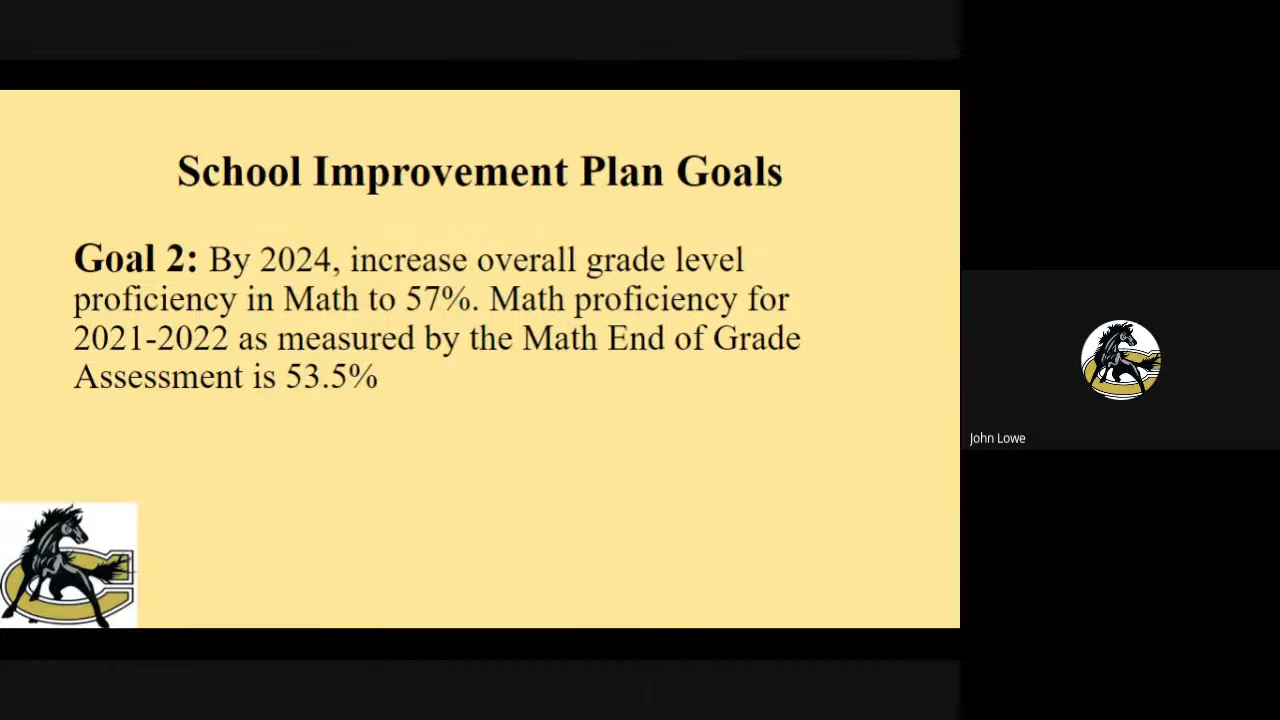 School Improvement Plan Goals
Goal 2: By 2024, increase overall grade level
proficiency in Math to 57%. Math proficiency for
2021-2022 as measured by the Math End of Grade
Assessment is 53.5%
John Lowe